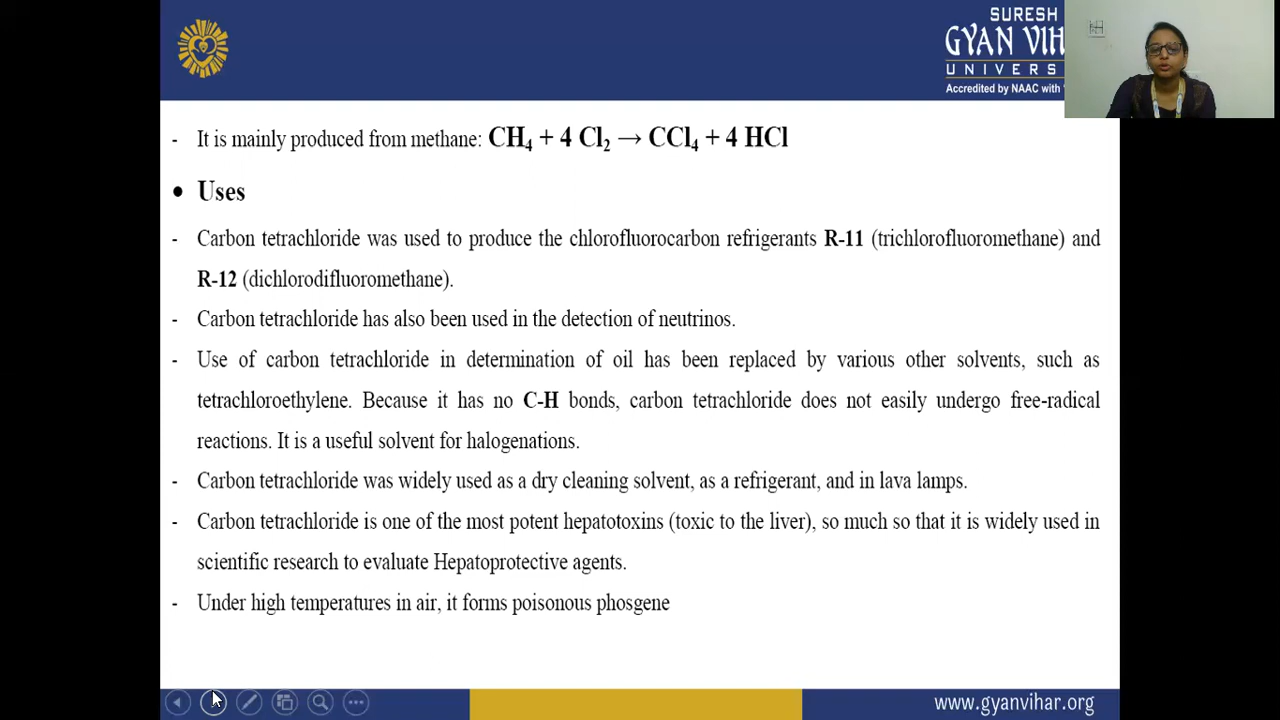 SURESH
GYAN VIH
UNIVERS
Accredited by NAAC with
- It is mainly produced from methane: CH₄ + 4 Cl₂ → CCl₄ + 4 HCl
• Uses
- Carbon tetrachloride was used to produce the chlorofluorocarbon refrigerants R-11 (trichlorofluoromethane) and
R-12 (dichlorodifluoromethane).
- Carbon tetrachloride has also been used in the detection of neutrinos.
- Use of carbon tetrachloride in determination of oil has been replaced by various other solvents, such as
tetrachloroethylene. Because it has no C-H bonds, carbon tetrachloride does not easily undergo free-radical
reactions. It is a useful solvent for halogenations.
- Carbon tetrachloride was widely used as a dry cleaning solvent, as a refrigerant, and in lava lamps.
- Carbon tetrachloride is one of the most potent hepatotoxins (toxic to the liver), so much so that it is widely used in
scientific research to evaluate Hepatoprotective agents.
- Under high temperatures in air, it forms poisonous phosgene
www.gyanvihar.org